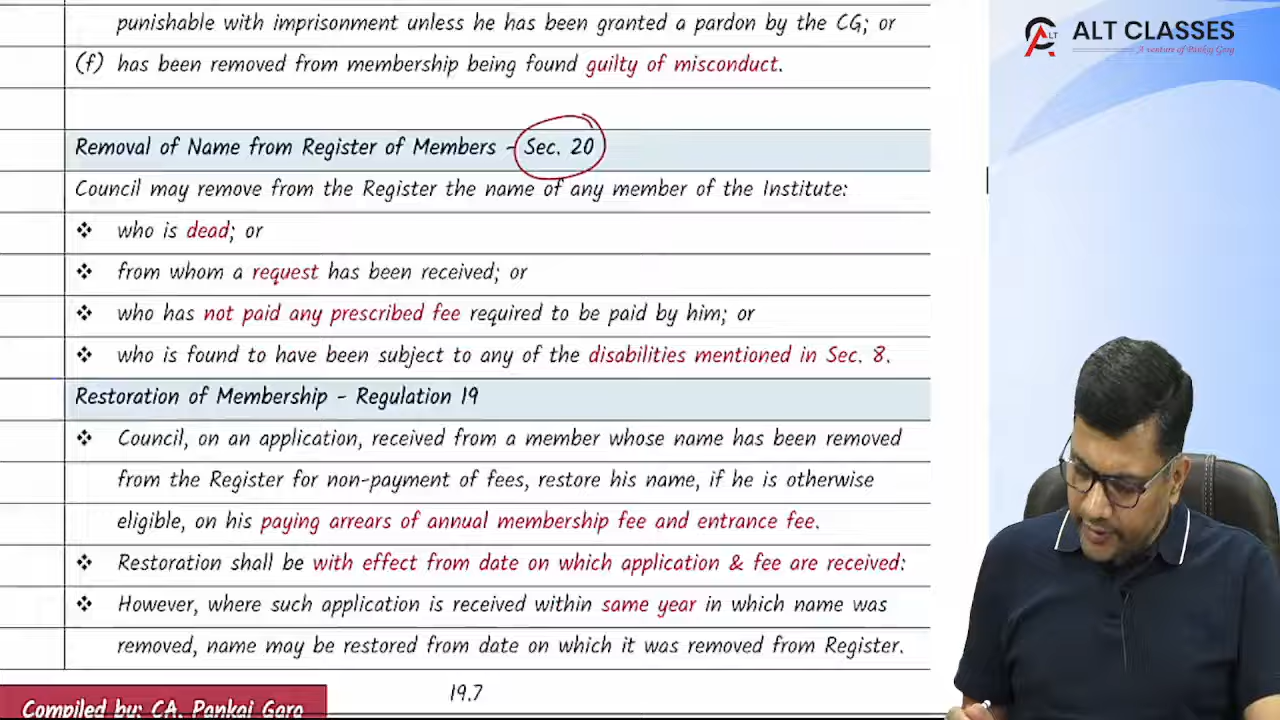 punishable with imprisonment unless he has been granted a pardon by the CG; or
(f) has been removed from membership being found guilty of misconduct.
Removal of Name from Register of Members - Sec. 20
Council may remove from the Register the name of any member of the Institute:
❖ who is dead; or
❖ from whom a request has been received; or
❖ who has not paid any prescribed fee required to be paid by him; or
❖ who is found to have been subject to any of the disabilities mentioned in Sec. 8.
Restoration of Membership - Regulation 19
❖ Council, on an application, received from a member whose name has been removed
from the Register for non-payment of fees, restore his name, if he is otherwise
eligible, on his paying arrears of annual membership fee and entrance fee.
❖ Restoration shall be with effect from date on which application & fee are received:
❖ However, where such application is received within same year in which name was
removed, name may be restored from date on which it was removed from Register.
19.7
Compiled by: CA. Pankaj Garg
ALT
ALT CLASSES
A venture of Pankaj Garg